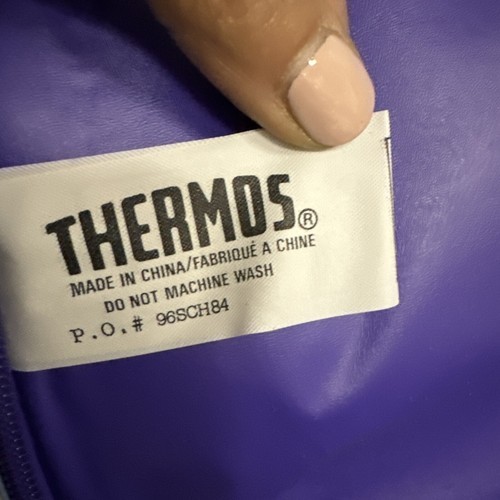 THERMOS®
MADE IN CHINA/FABRIQUÉ A CHINE
DO NOT MACHINE WASH
P.O.# 96SCH84